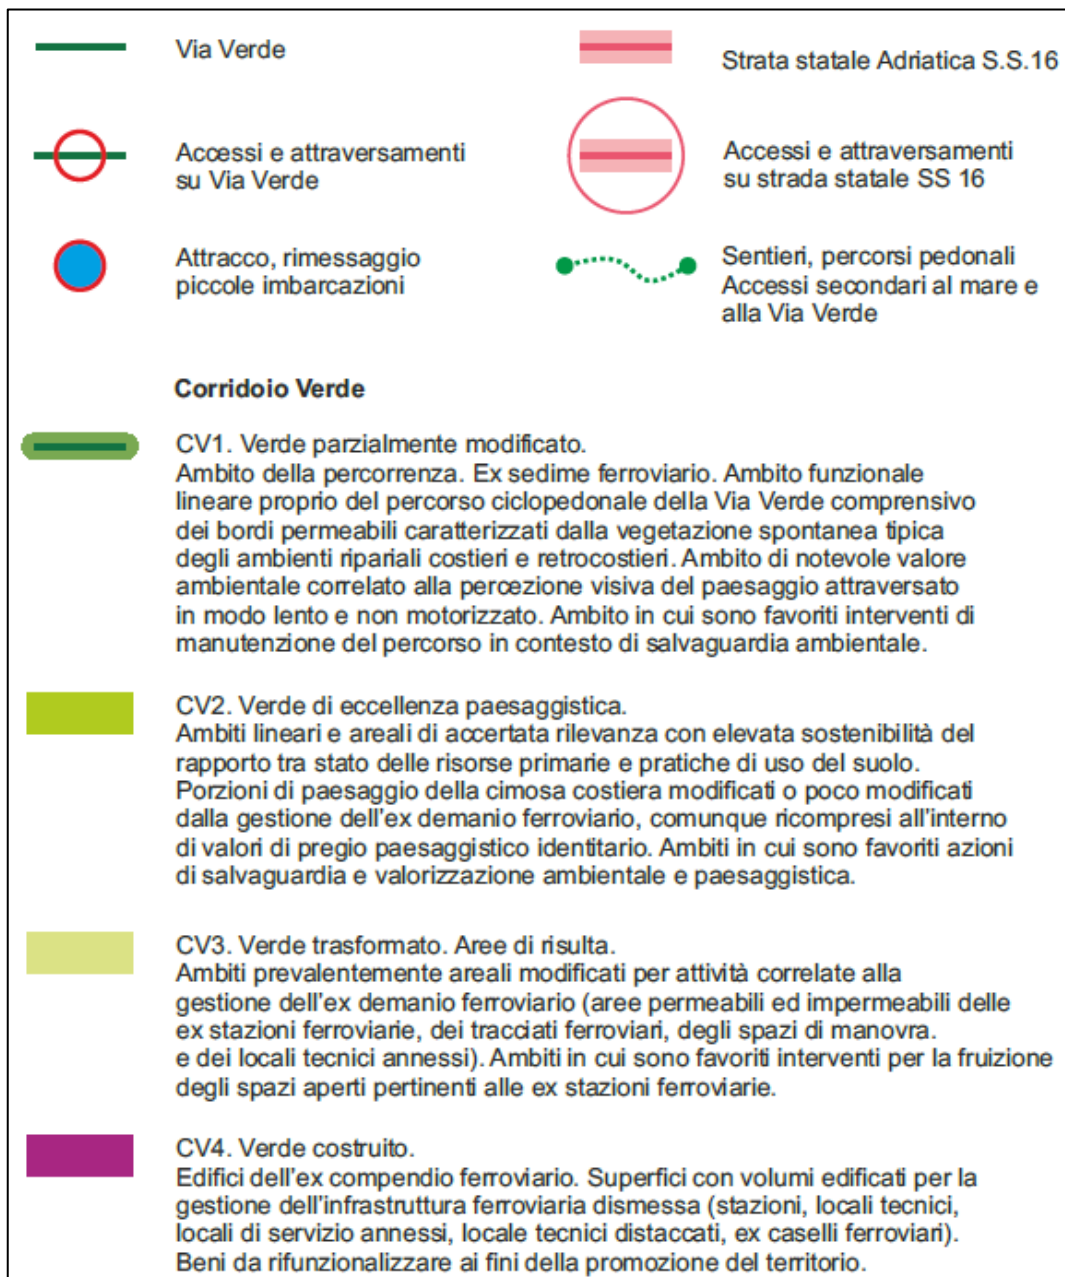 Via Verde
Strata statale Adriatica S.S.16
Accessi e attraversamenti
su Via Verde
Accessi e attraversamenti
su strada statale SS 16
Attracco, rimessaggio
piccole imbarcazioni
Sentieri, percorsi pedonali
Accessi secondari al mare e
alla Via Verde
Corridoio Verde
CV1. Verde parzialmente modificato.
Ambito della percorrenza. Ex sedime ferroviario. Ambito funzionale
lineare proprio del percorso ciclopedonale della Via Verde comprensivo
dei bordi permeabili caratterizzati dalla vegetazione spontanea tipica
degli ambienti ripariali costieri e retrocostieri. Ambito di notevole valore
ambientale correlato alla percezione visiva del paesaggio attraversato
in modo lento e non motorizzato. Ambito in cui sono favoriti interventi di
manutenzione del percorso in contesto di salvaguardia ambientale.
CV2. Verde di eccellenza paesaggistica.
Ambiti lineari e areali di accertata rilevanza con elevata sostenibilità del
rapporto tra stato delle risorse primarie e pratiche di uso del suolo.
Porzioni di paesaggio della cimosa costiera modificati o poco modificati
dalla gestione dell'ex demanio ferroviario, comunque ricompresi all'interno
di valori di pregio paesaggistico identitario. Ambiti in cui sono favoriti azioni
di salvaguardia e valorizzazione ambientale e paesaggistica.
CV3. Verde trasformato. Aree di risulta.
Ambiti prevalentemente areali modificati per attività correlate alla
gestione dell'ex demanio ferroviario (aree permeabili ed impermeabili delle
ex stazioni ferroviarie, dei tracciati ferroviari, degli spazi di manovra.
e dei locali tecnici annessi). Ambiti in cui sono favoriti interventi per la fruizione
degli spazi aperti pertinenti alle ex stazioni ferroviarie.
CV4. Verde costruito.
Edifici dell'ex compendio ferroviario. Superfici con volumi edificati per la
gestione dell'infrastruttura ferroviaria dismessa (stazioni, locali tecnici,
locali di servizio annessi, locale tecnici distaccati, ex caselli ferroviari).
Beni da rifunzionalizzare ai fini della promozione del territorio.